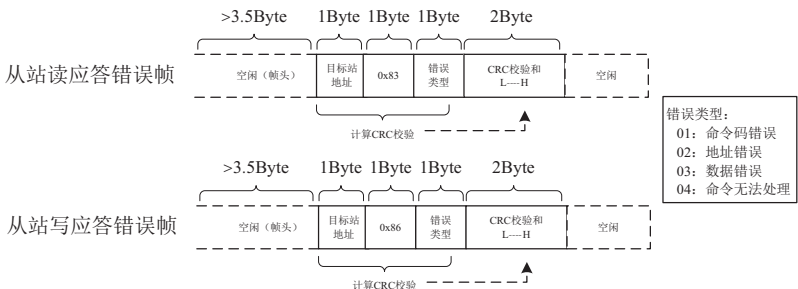 >3.5Byte 1Byte 1Byte 1Byte 2Byte
从站读应答错误帧
空闲（帧头）
目标站
地址
0x83
错误
类型
CRC校验和
L----H
空闲
计算CRC校验
错误类型：
01：命令码错误
02：地址错误
03：数据错误
04：命令无法处理
>3.5Byte 1Byte 1Byte 1Byte 2Byte
从站写应答错误帧
空闲（帧头）
目标站
地址
0x86
错误
类型
CRC校验和
L----H
空闲
计算CRC校验